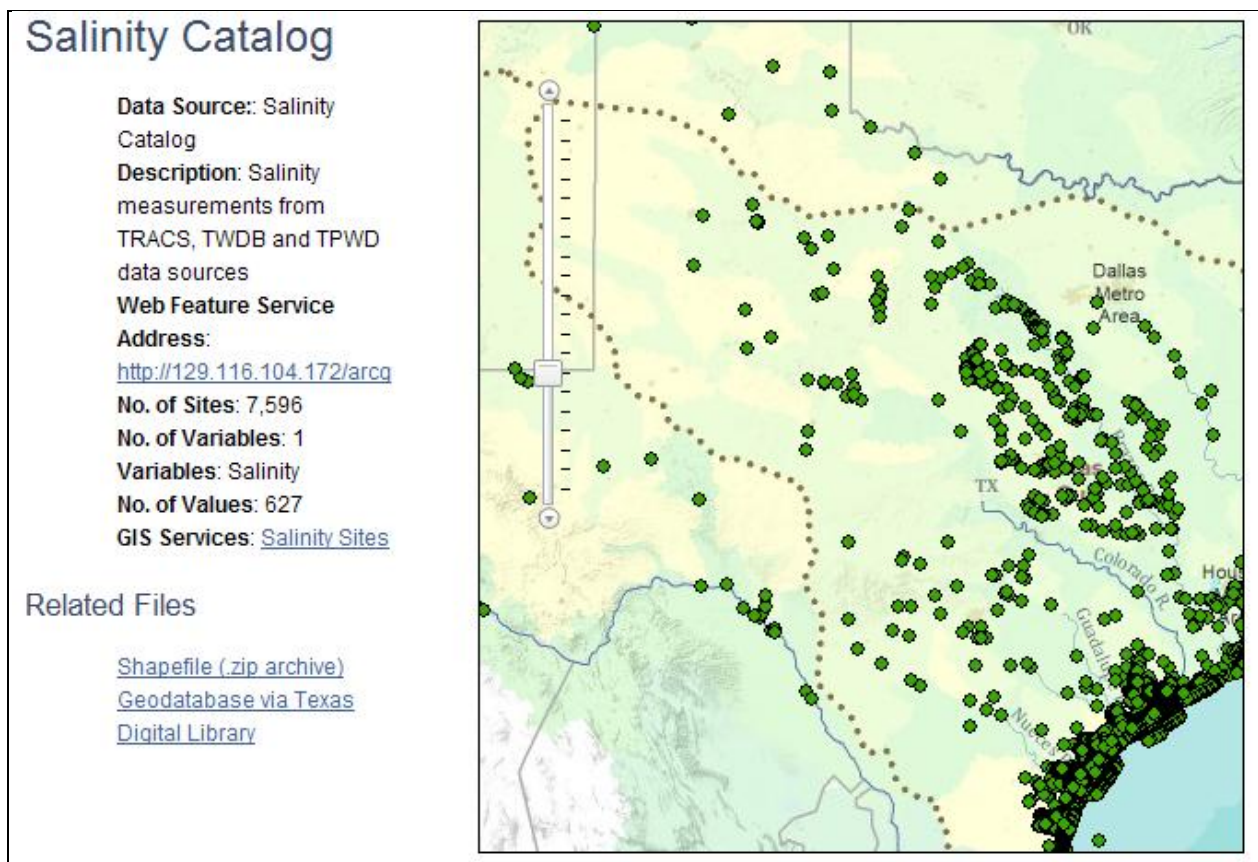 Salinity Catalog
Data Source:: Salinity
Catalog
Description: Salinity
measurements from
TRACS, TWDB and TPWD
data sources
Web Feature Service
Address:
http://129.116.104.172/arcg
No. of Sites: 7,596
No. of Variables: 1
Variables: Salinity
No. of Values: 627
GIS Services: Salinity Sites
Related Files
Shapefile (.zip archive)
Geodatabase via Texas
Digital Library
OK
Dallas
Metro
Area
TX
Colorado R.
Guadalupe
Nueces